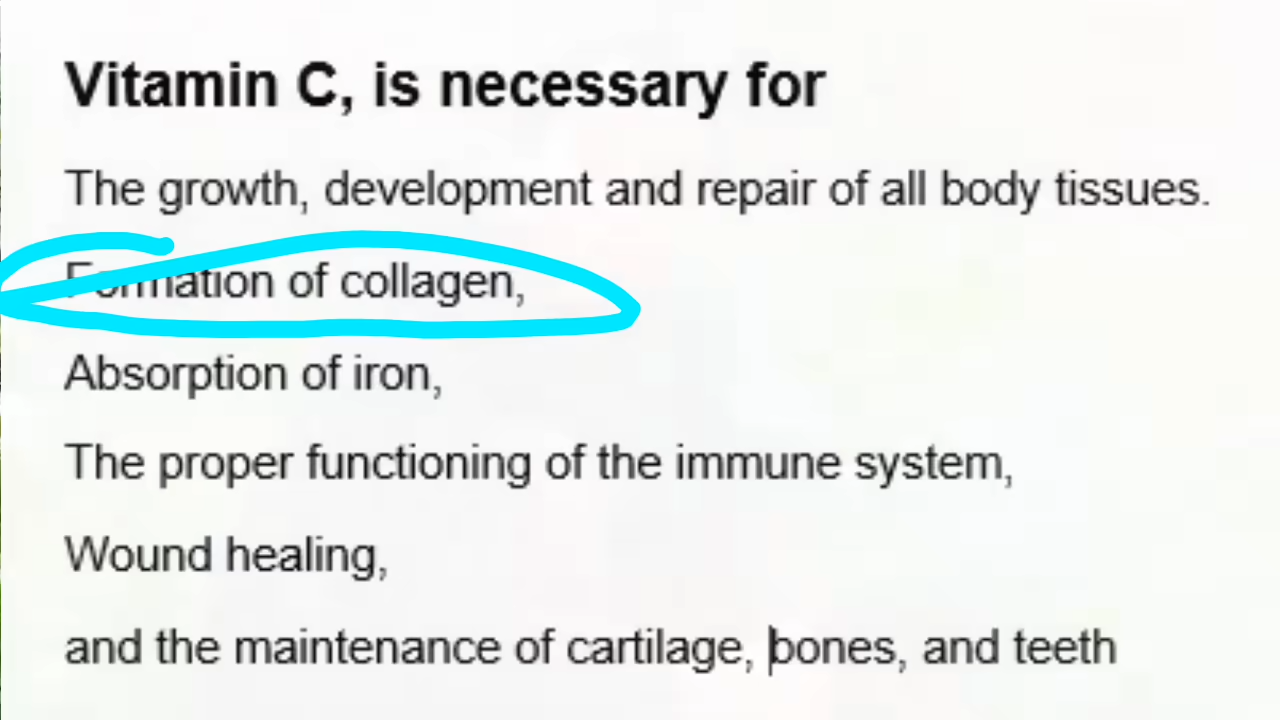 Vitamin C, is necessary for
The growth, development and repair of all body tissues.
Formation of collagen,
Absorption of iron,
The proper functioning of the immune system,
Wound healing,
and the maintenance of cartilage, bones, and teeth